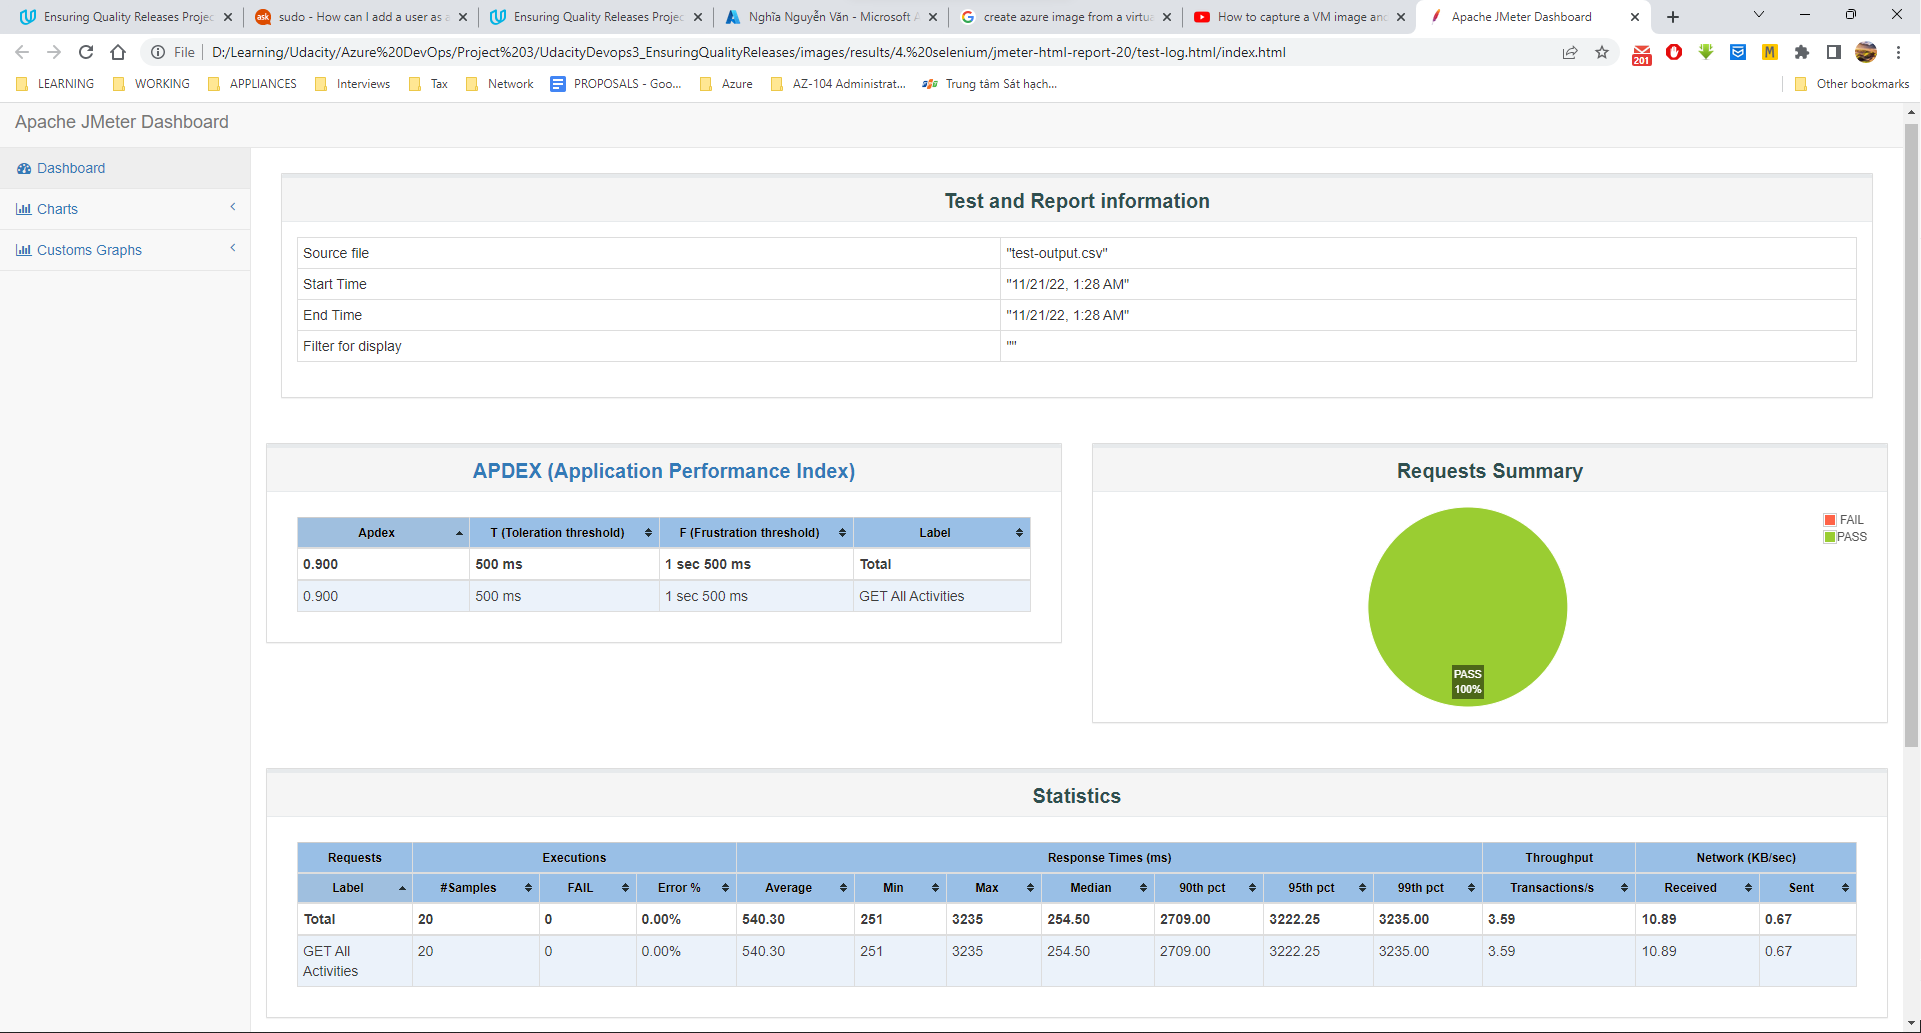 Ensuring Quality Releases Projec
sudo - How can I add a user as a
Ensuring Quality Releases Projec
Nghĩa Nguyễn Văn - Microsoft A
create azure image from a virtua
How to capture a VM image and
Apache JMeter Dashboard
File
D:/Learning/Udacity/Azure%20DevOps/Project%203/UdacityDevops3_EnsuringQualityReleases/images/results/4.%20selenium/jmeter-html-report-20/test-log.html/index.html
201
LEARNING
WORKING
APPLIANCES
Interviews
Tax
Network
PROPOSALS - Goo...
Azure
AZ-104 Administrat...
Trung tâm Sát hạch...
Other bookmarks
Apache JMeter Dashboard
Dashboard
Charts
Customs Graphs
Test and Report information
Source file "test-output.csv"
Start Time "11/21/22, 1:28 AM"
End Time "11/21/22, 1:28 AM"
Filter for display ""
APDEX (Application Performance Index)
Apdex T (Toleration threshold) F (Frustration threshold) Label
0.900 500 ms 1 sec 500 ms Total
0.900 500 ms 1 sec 500 ms GET All Activities
Requests Summary
FAIL
PASS
PASS
100%
Statistics
Requests Executions Response Times (ms) Throughput Network (KB/sec)
Label #Samples FAIL Error % Average Min Max Median 90th pct 95th pct 99th pct Transactions/s Received Sent
Total 20 0 0.00% 540.30 251 3235 254.50 2709.00 3222.25 3235.00 3.59 10.89 0.67
GET All Activities 20 0 0.00% 540.30 251 3235 254.50 2709.00 3222.25 3235.00 3.59 10.89 0.67